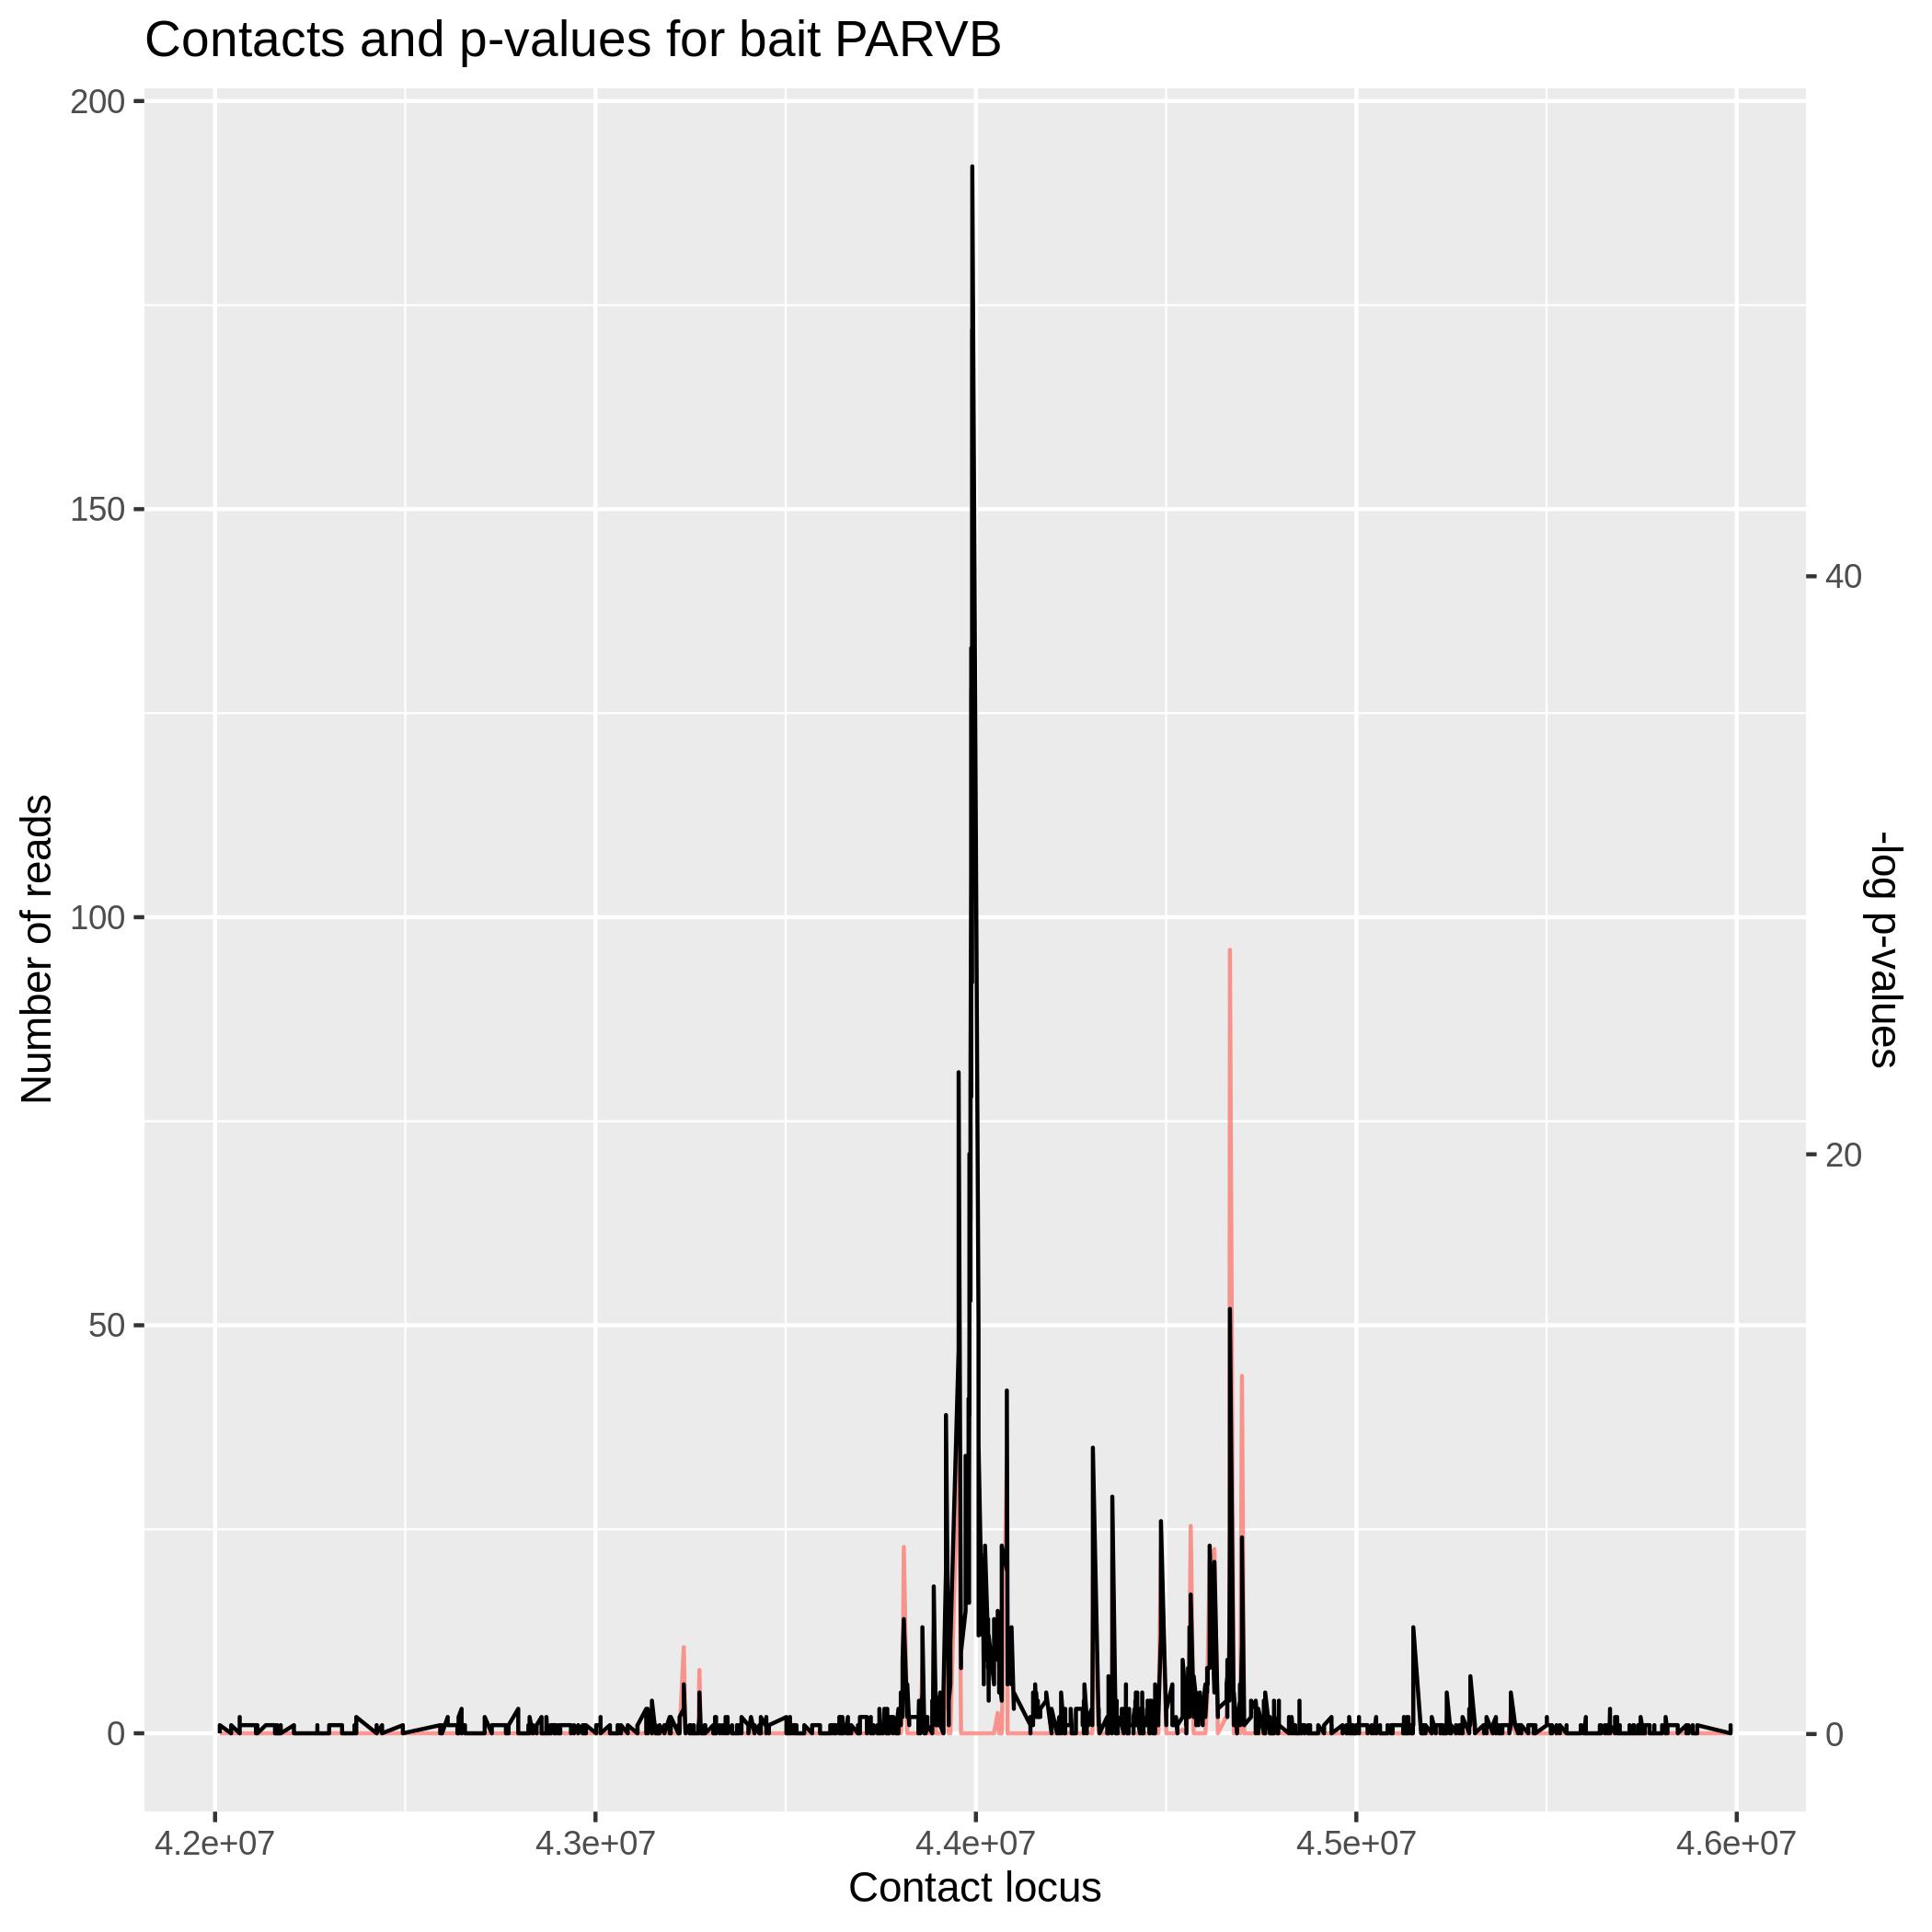 Contacts and p-values for bait PARVB
200
150
100
50
0
Number of reads
40
20
0
-log p-values
4.2e+07 4.3e+07 4.4e+07 4.5e+07 4.6e+07
Contact locus